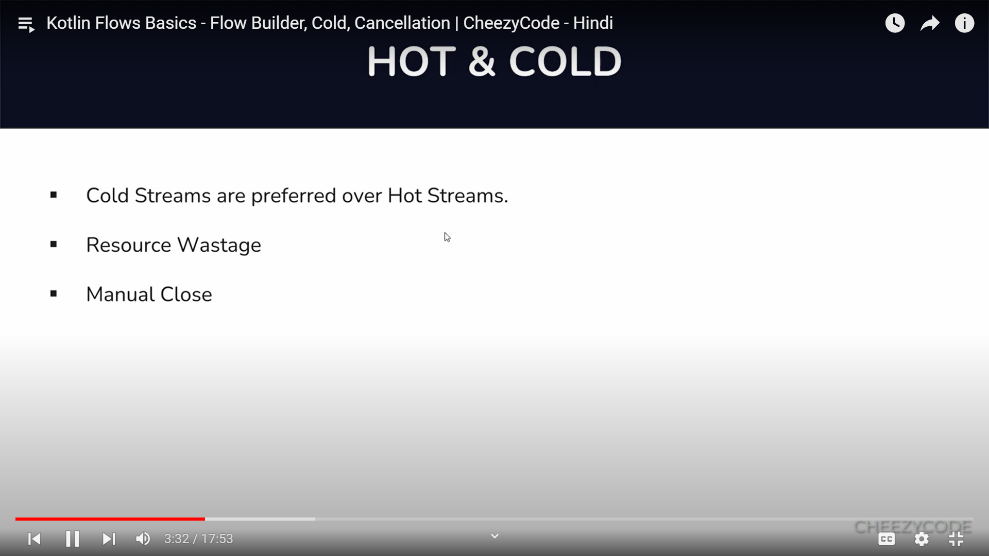 Kotlin Flows Basics - Flow Builder, Cold, Cancellation | CheezyCode - Hindi
HOT & COLD
▪ Cold Streams are preferred over Hot Streams.
▪ Resource Wastage
▪ Manual Close
CHEEZYCODE
3:32 / 17:53
CC